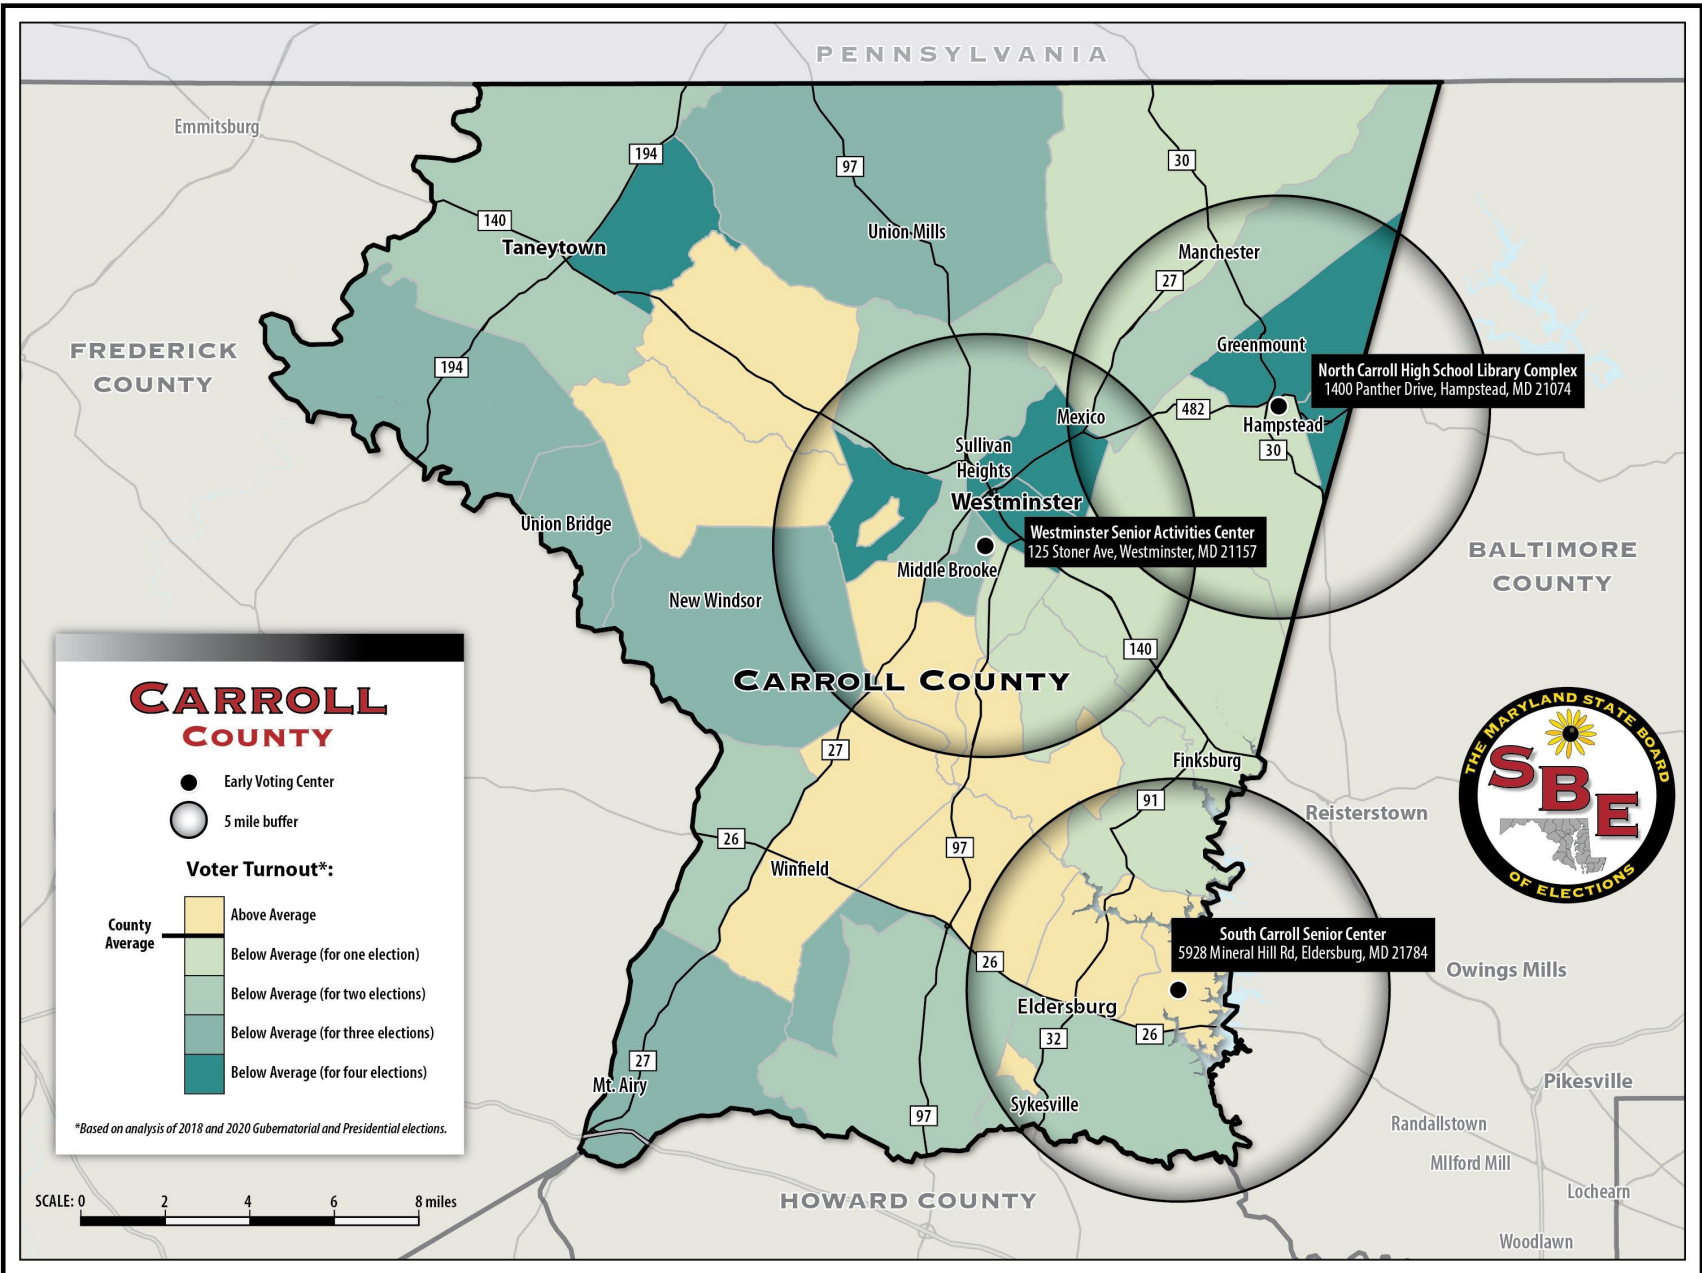 PENNSYLVANIA
Emmitsburg
194
97
30
140
Taneytown
Union Mills
Manchester
27
FREDERICK
COUNTY
194
Greenmount
North Carroll High School Library Complex
1400 Panther Drive, Hampstead, MD 21074
482
Mexico
Hampstead
30
Sullivan
Heights
Westminster
Union Bridge
Westminster Senior Activities Center
125 Stoner Ave, Westminster, MD 21157
BALTIMORE
COUNTY
Middle Brooke
New Windsor
140
CARROLL COUNTY
27
Finksburg
91
Reisterstown
26
97
Winfield
South Carroll Senior Center
5928 Mineral Hill Rd, Eldersburg, MD 21784
26
Owings Mills
Eldersburg
32
26
27
Mt. Airy
Sykesville
97
Pikesville
Randallstown
MIlford Mill
Lochearn
Woodlawn
HOWARD COUNTY
CARROLL
COUNTY
Early Voting Center
5 mile buffer
Voter Turnout*:
County
Average
Above Average
Below Average (for one election)
Below Average (for two elections)
Below Average (for three elections)
Below Average (for four elections)
*Based on analysis of 2018 and 2020 Gubernatorial and Presidential elections.
SCALE: 0 2 4 6 8 miles
THE MARYLAND STATE BOARD
SBE
OF ELECTIONS